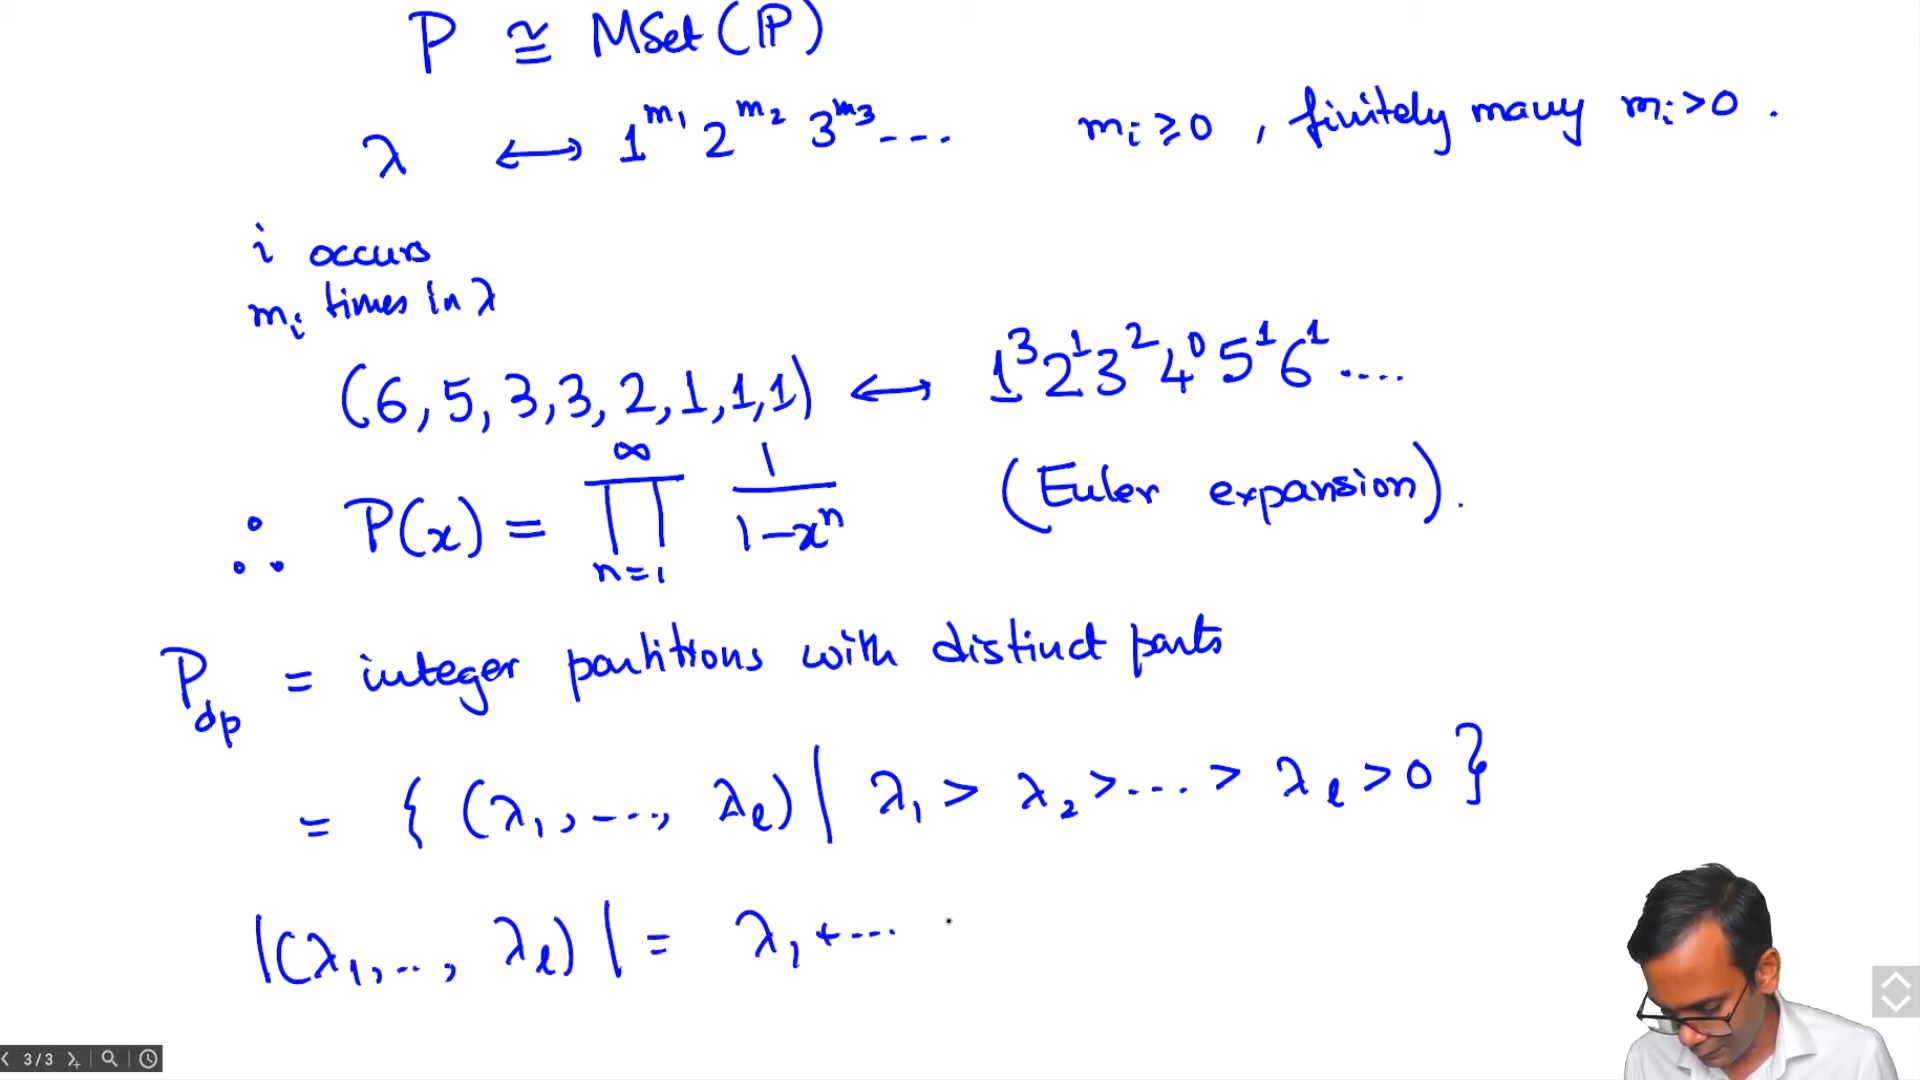 P ≅ MSet(ℙ)
λ ⟷ 1^{m_1} 2^{m_2} 3^{m_3} --- m_i ≥ 0 , finitely many m_i > 0 .
i occurs
m_i times in λ
(6, 5, 3, 3, 2, 1, 1, 1) ⟷ 1^3 2^1 3^2 4^0 5^1 6^1 ....
∴ P(x) = ∏_{n=1}^{∞} 1/(1-x^n) (Euler expansion).
P_{dp} = integer partitions with distinct parts
= { (λ_1, ---, λ_l) | λ_1 > λ_2 > ... > λ_l > 0 }
|(λ_1, .., λ_l)| = λ_1 + ---
3/3